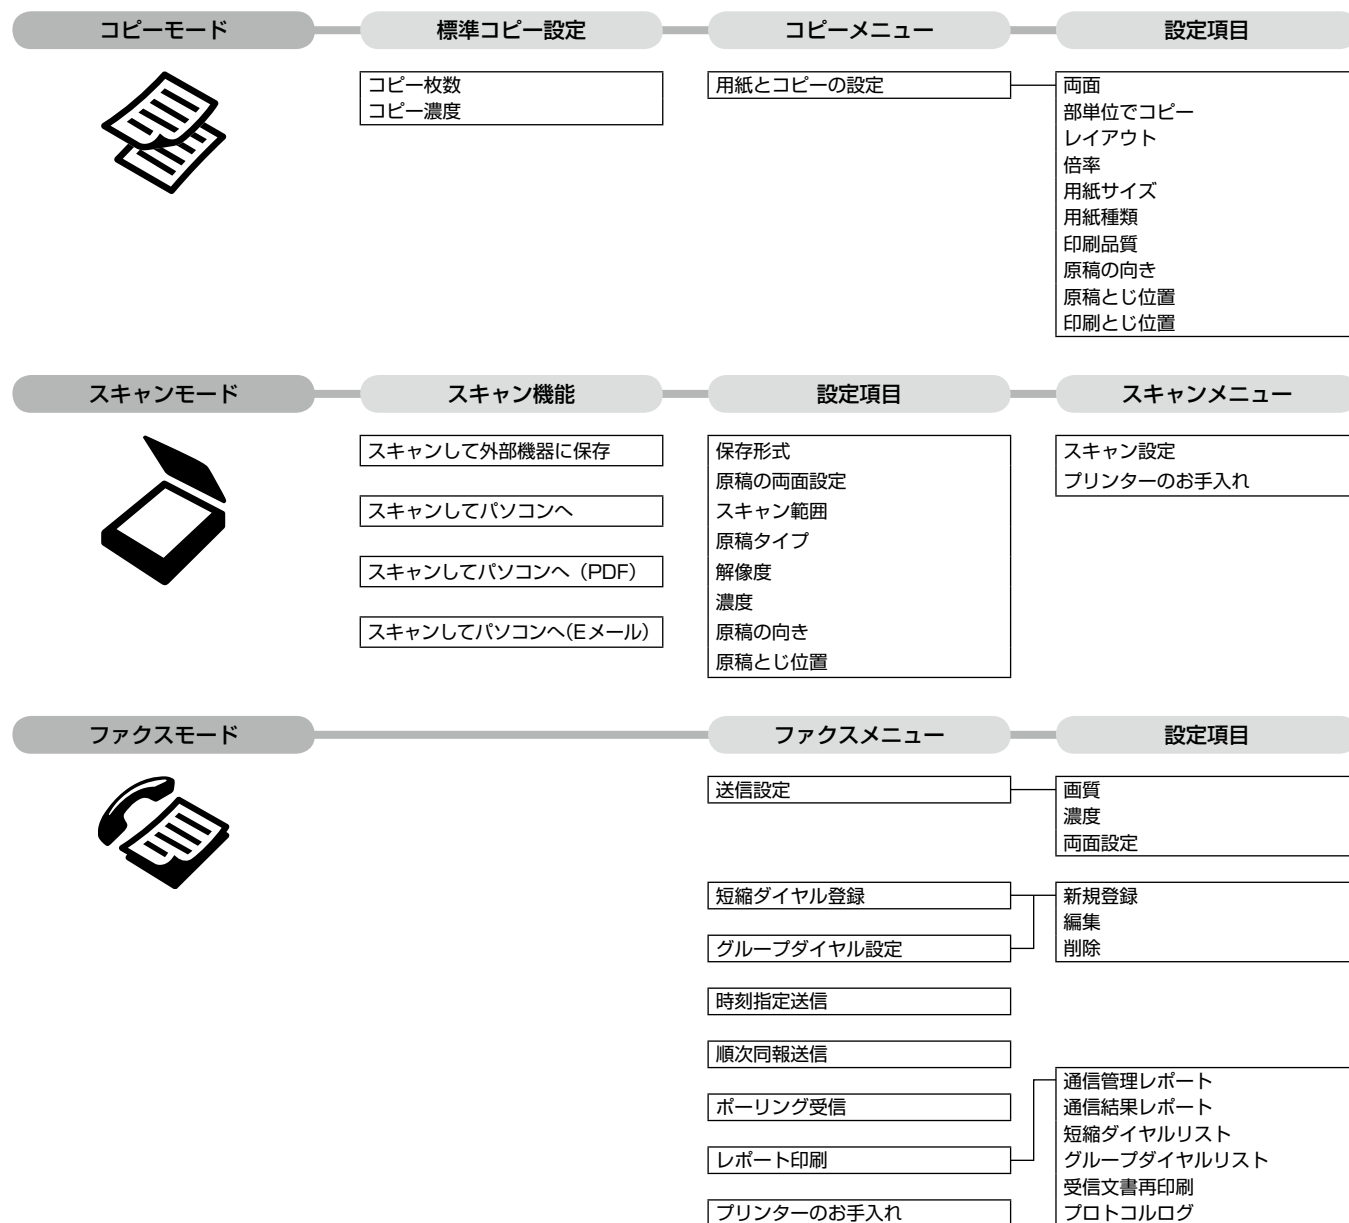 コピーモード
標準コピー設定
コピーメニュー
設定項目
コピー枚数
コピー濃度
用紙とコピーの設定
両面
部単位でコピー
レイアウト
倍率
用紙サイズ
用紙種類
印刷品質
原稿の向き
原稿とじ位置
印刷とじ位置
スキャンモード
スキャン機能
設定項目
スキャンメニュー
スキャンして外部機器に保存
スキャンしてパソコンへ
スキャンしてパソコンへ（PDF）
スキャンしてパソコンへ(Eメール)
保存形式
原稿の両面設定
スキャン範囲
原稿タイプ
解像度
濃度
原稿の向き
原稿とじ位置
スキャン設定
プリンターのお手入れ
ファクスモード
ファクスメニュー
設定項目
送信設定
画質
濃度
両面設定
短縮ダイヤル登録
グループダイヤル設定
新規登録
編集
削除
時刻指定送信
順次同報送信
ポーリング受信
レポート印刷
プリンターのお手入れ
通信管理レポート
通信結果レポート
短縮ダイヤルリスト
グループダイヤルリスト
受信文書再印刷
プロトコルログ